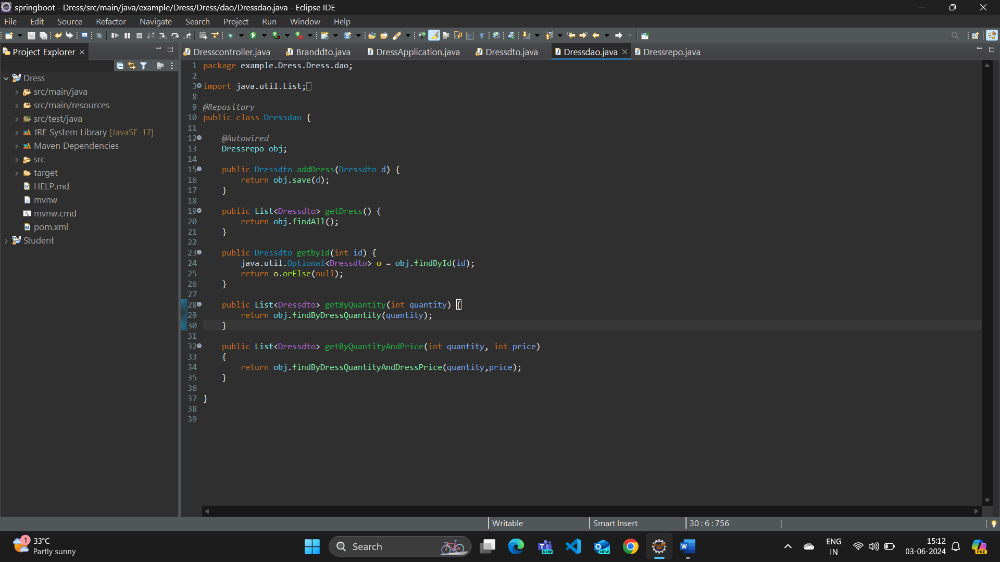 springboot - Dress/src/main/java/example/Dress/Dress/dao/Dressdao.java - Eclipse IDE
File Edit Source Refactor Navigate Search Project Run Window Help
Project Explorer
Dresscontroller.java Branddto.java DressApplication.java Dressdto.java Dressdao.java Dressrepo.java
Dress
src/main/java
src/main/resources
src/test/java
JRE System Library [JavaSE-17]
Maven Dependencies
src
target
HELP.md
mvnw
mvnw.cmd
pom.xml
Student
1 package example.Dress.Dress.dao;
2
3 import java.util.List;
8
9 @Repository
10 public class Dressdao {
11
12 @Autowired
13 Dressrepo obj;
14
15 public Dressdto addDress(Dressdto d) {
16 return obj.save(d);
17 }
18
19 public List<Dressdto> getDress() {
20 return obj.findAll();
21 }
22
23 public Dressdto getbyId(int id) {
24 java.util.Optional<Dressdto> o = obj.findById(id);
25 return o.orElse(null);
26 }
27
28 public List<Dressdto> getByQuantity(int quantity) {
29 return obj.findByDressQuantity(quantity);
30 }
31
32 public List<Dressdto> getByQuantityAndPrice(int quantity, int price)
33 {
34 return obj.findByDressQuantityAndDressPrice(quantity,price);
35 }
36
37 }
38
39
Writable Smart Insert 30 : 6 : 756
1
33°C
Partly sunny
Search
NEW
NEW
ENG
IN
15:12
03-06-2024
PRE